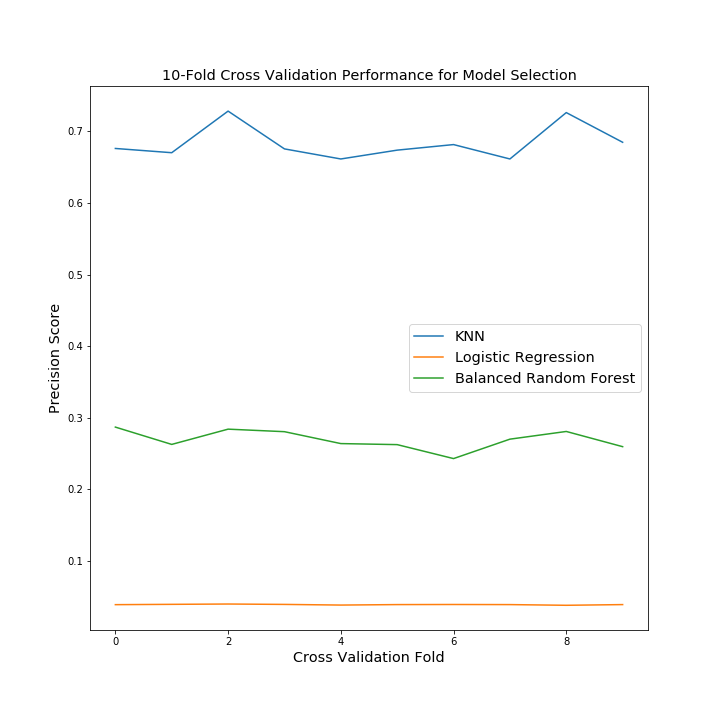 10-Fold Cross Validation Performance for Model Selection
0.7
0.6
0.5
0.4
0.3
0.2
0.1
Precision Score
KNN
Logistic Regression
Balanced Random Forest
0 2 4 6 8
Cross Validation Fold